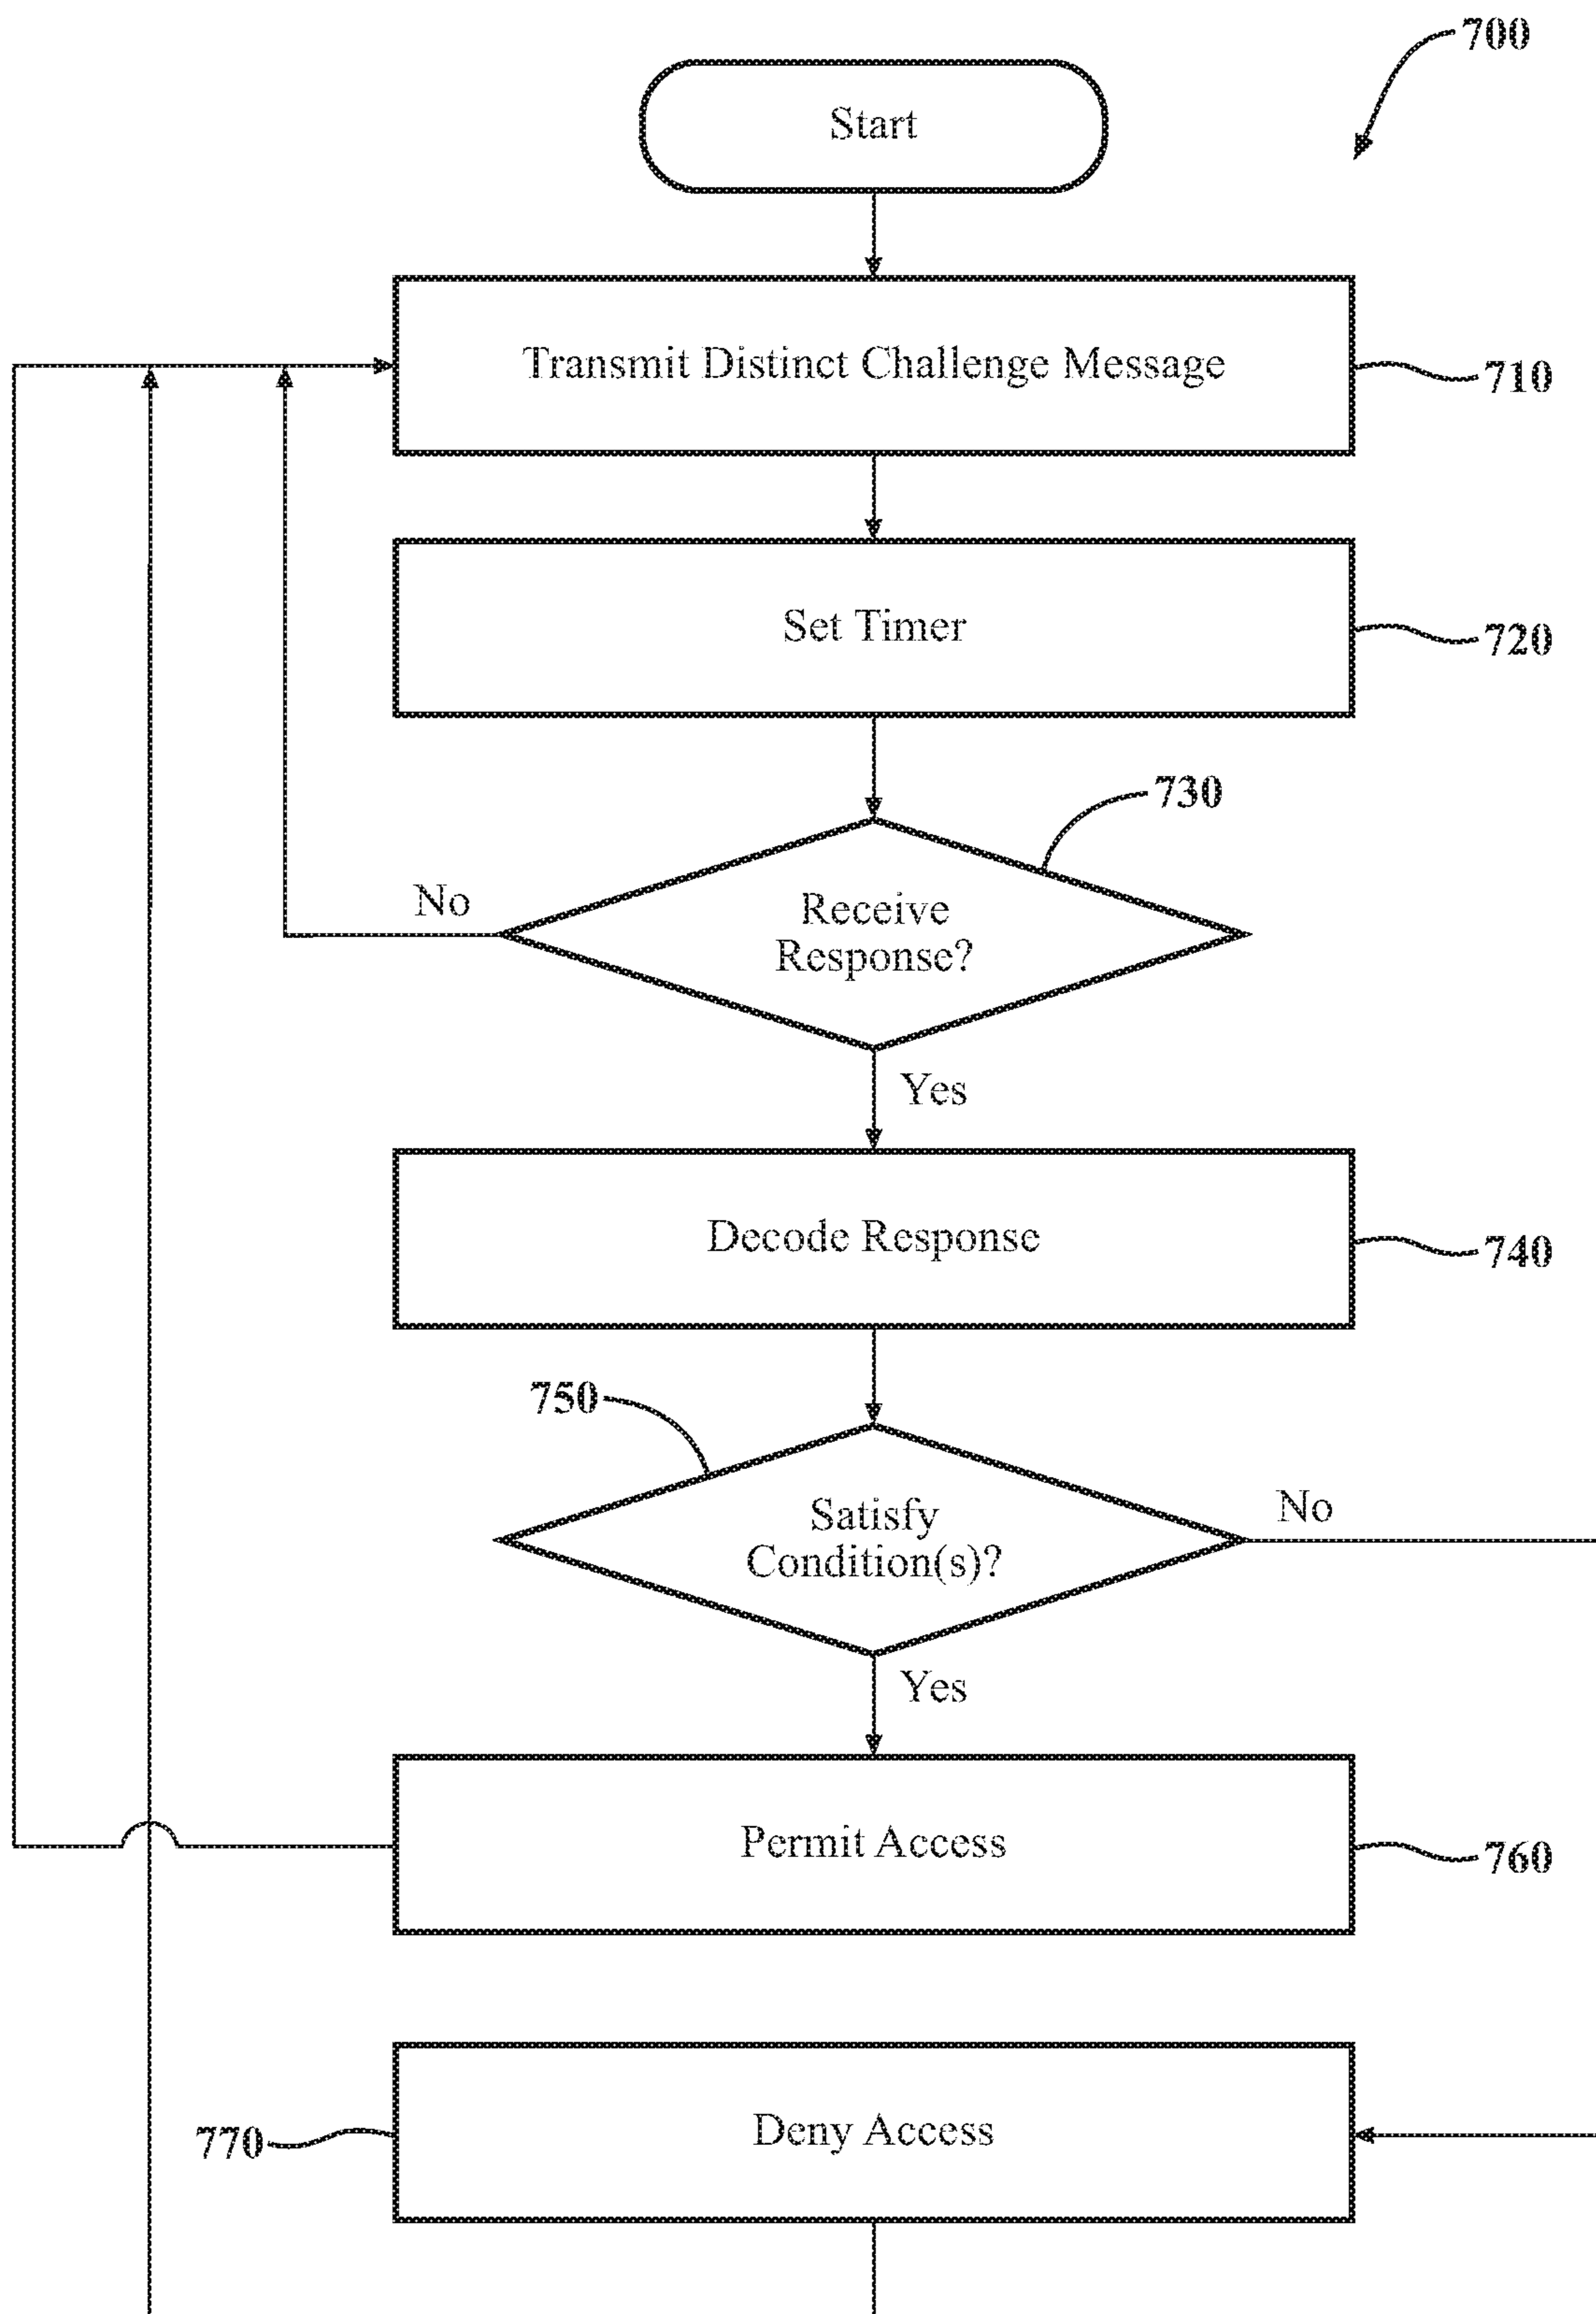 700
Start
Transmit Distinct Challenge Message
710
Set Timer
720
730
No
Receive
Response?
Yes
Decode Response
740
750
Satisfy
Condition(s)?
No
Yes
Permit Access
760
Deny Access
770